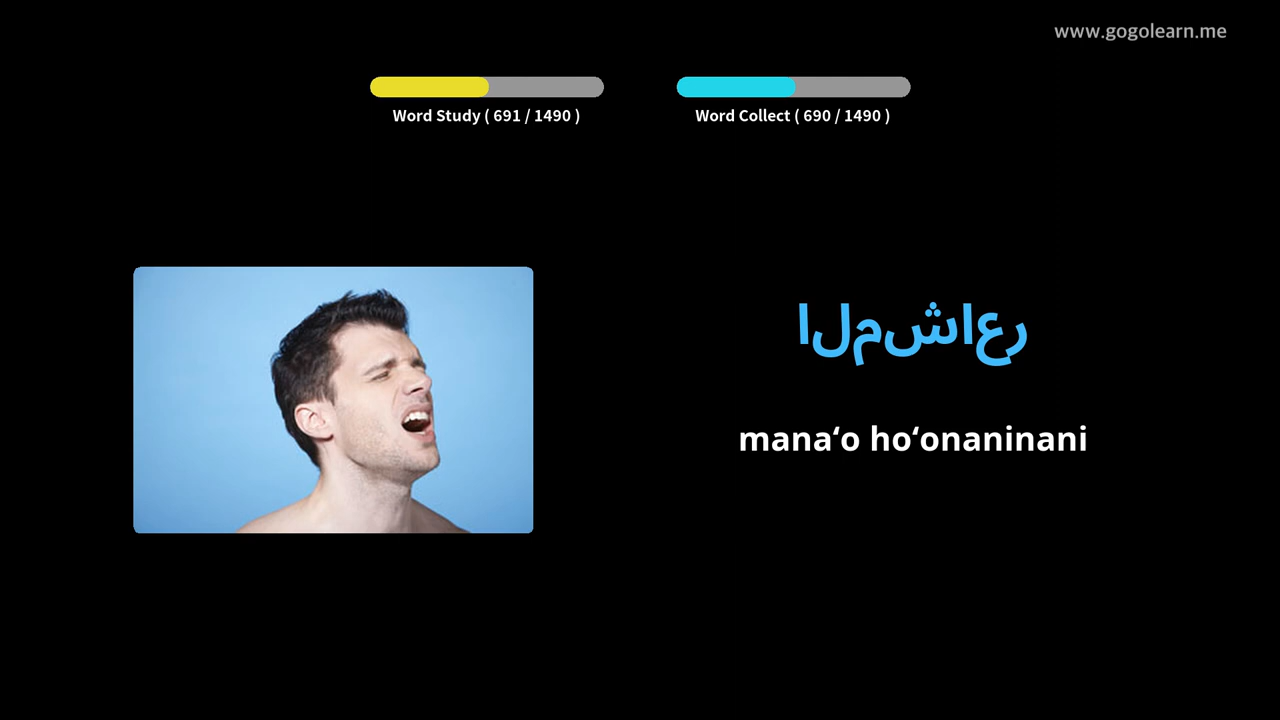 www.gogolearn.me
Word Study ( 691 / 1490 )
Word Collect ( 690 / 1490 )
المشاعر
manaʻo hoʻonaninani